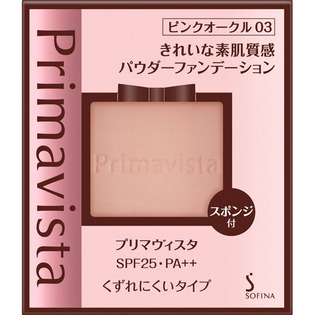 Primavista
ピンクオークル 03
きれいな素肌質感
パウダーファンデーション
Primavista
スポンジ
付
プリマヴィスタ
SPF25・PA++
くずれにくいタイプ
S
SOFINA